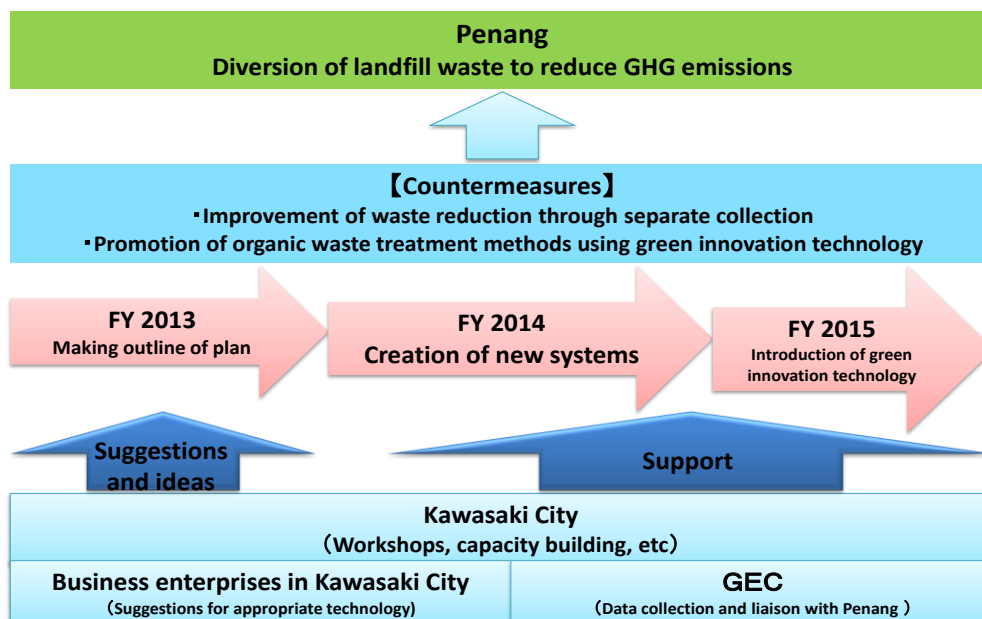 Penang
Diversion of landfill waste to reduce GHG emissions
【Countermeasures】
・Improvement of waste reduction through separate collection
・Promotion of organic waste treatment methods using green innovation technology
FY 2013
Making outline of plan
FY 2014
Creation of new systems
FY 2015
Introduction of green
innovation technology
Suggestions
and ideas
Support
Kawasaki City
（Workshops, capacity building, etc）
Business enterprises in Kawasaki City
（Suggestions for appropriate technology)
GEC
（Data collection and liaison with Penang ）